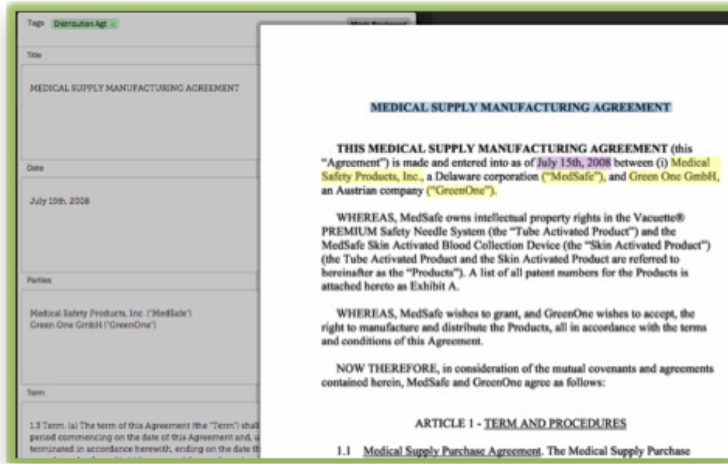 Tags Distribution Agt ×
Title
MEDICAL SUPPLY MANUFACTURING AGREEMENT
Date
July 15th, 2008
Parties
Medical Safety Products, Inc. ("MedSafe")
Green One GmbH ("GreenOne")
Term
1.3 Term. (a) The term of this Agreement (the "Term") shall
period commencing on the date of this Agreement and, u
terminated in accordance herewith, ending on the date th
MEDICAL SUPPLY MANUFACTURING AGREEMENT
THIS MEDICAL SUPPLY MANUFACTURING AGREEMENT (this
"Agreement") is made and entered into as of July 15th, 2008 between (i) Medical
Safety Products, Inc., a Delaware corporation ("MedSafe"), and Green One GmbH,
an Austrian company ("GreenOne").
WHEREAS, MedSafe owns intellectual property rights in the Vacuette®
PREMIUM Safety Needle System (the "Tube Activated Product") and the
MedSafe Skin Activated Blood Collection Device (the "Skin Activated Product")
(the Tube Activated Product and the Skin Activated Product are referred to
hereinafter as the "Products"). A list of all patent numbers for the Products is
attached hereto as Exhibit A.
WHEREAS, MedSafe wishes to grant, and GreenOne wishes to accept, the
right to manufacture and distribute the Products, all in accordance with the terms
and conditions of this Agreement.
NOW THEREFORE, in consideration of the mutual covenants and agreements
contained herein, MedSafe and GreenOne agree as follows:
ARTICLE 1 - TERM AND PROCEDURES
1.1 Medical Supply Purchase Agreement. The Medical Supply Purchase